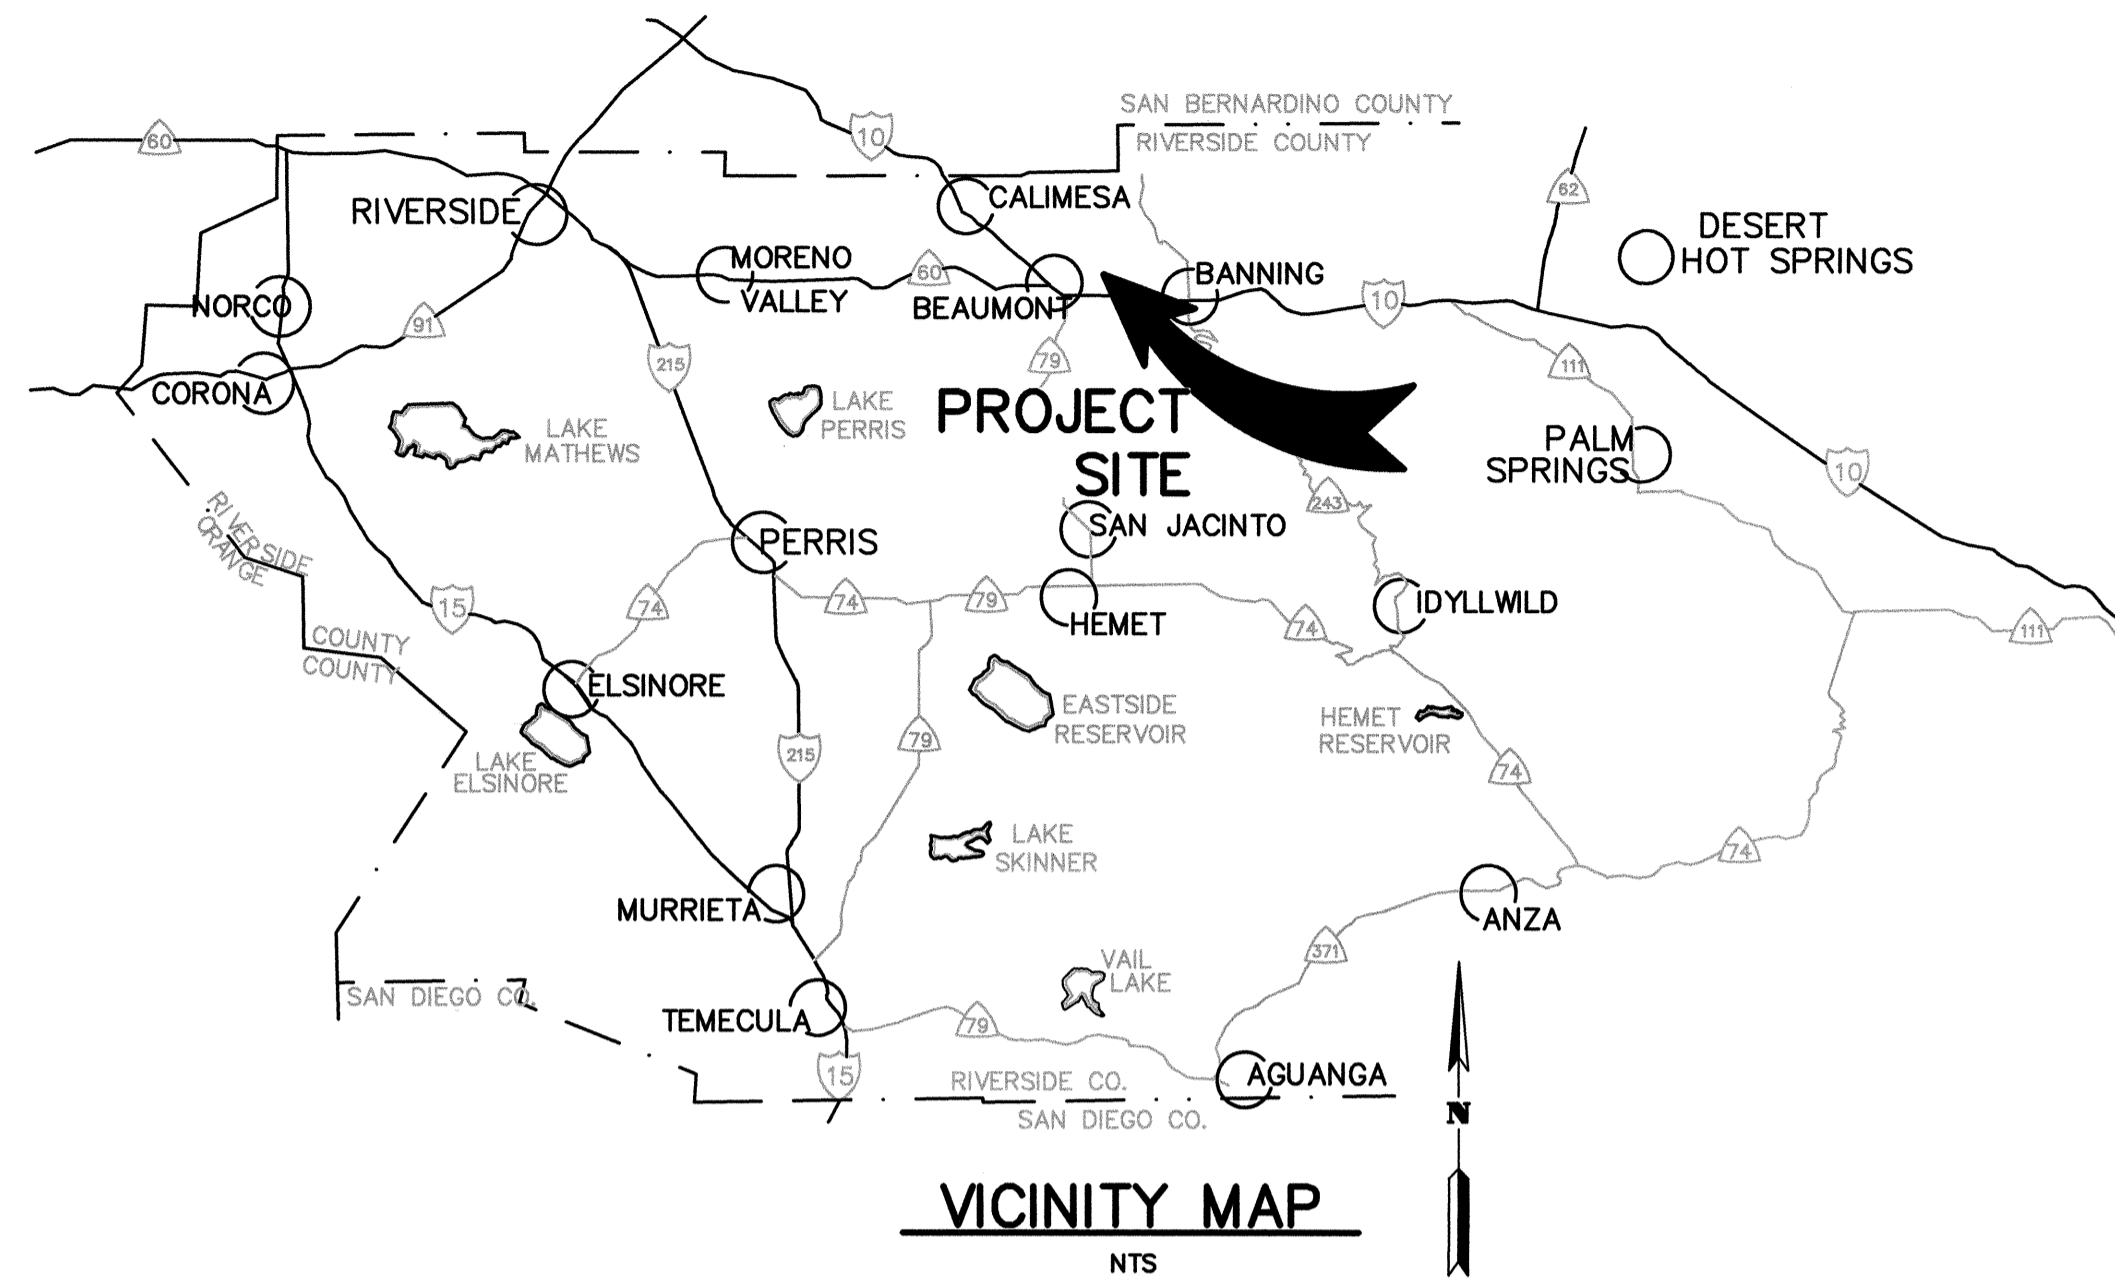 SAN BERNARDINO COUNTY
RIVERSIDE COUNTY
60
10
62
CALIMESA
RIVERSIDE
DESERT
HOT SPRINGS
MORENO
VALLEY
60
BANNING
BEAUMONT
10
NORCO
91
79
215
111
CORONA
LAKE
MATHEWS
LAKE
PERRIS
PROJECT
SITE
PALM
SPRINGS
10
243
RIVERSIDE
ORANGE
SAN JACINTO
PERRIS
15
74
74
79
HEMET
74
IDYLLWILD
111
COUNTY
COUNTY
ELSINORE
LAKE
ELSINORE
EASTSIDE
RESERVOIR
HEMET
RESERVOIR
215
79
74
LAKE
SKINNER
74
MURRIETA
ANZA
371
VAIL
LAKE
SAN DIEGO CO.
TEMECULA
79
15
RIVERSIDE CO.
SAN DIEGO CO.
AGUANGA
N
VICINITY MAP
NTS